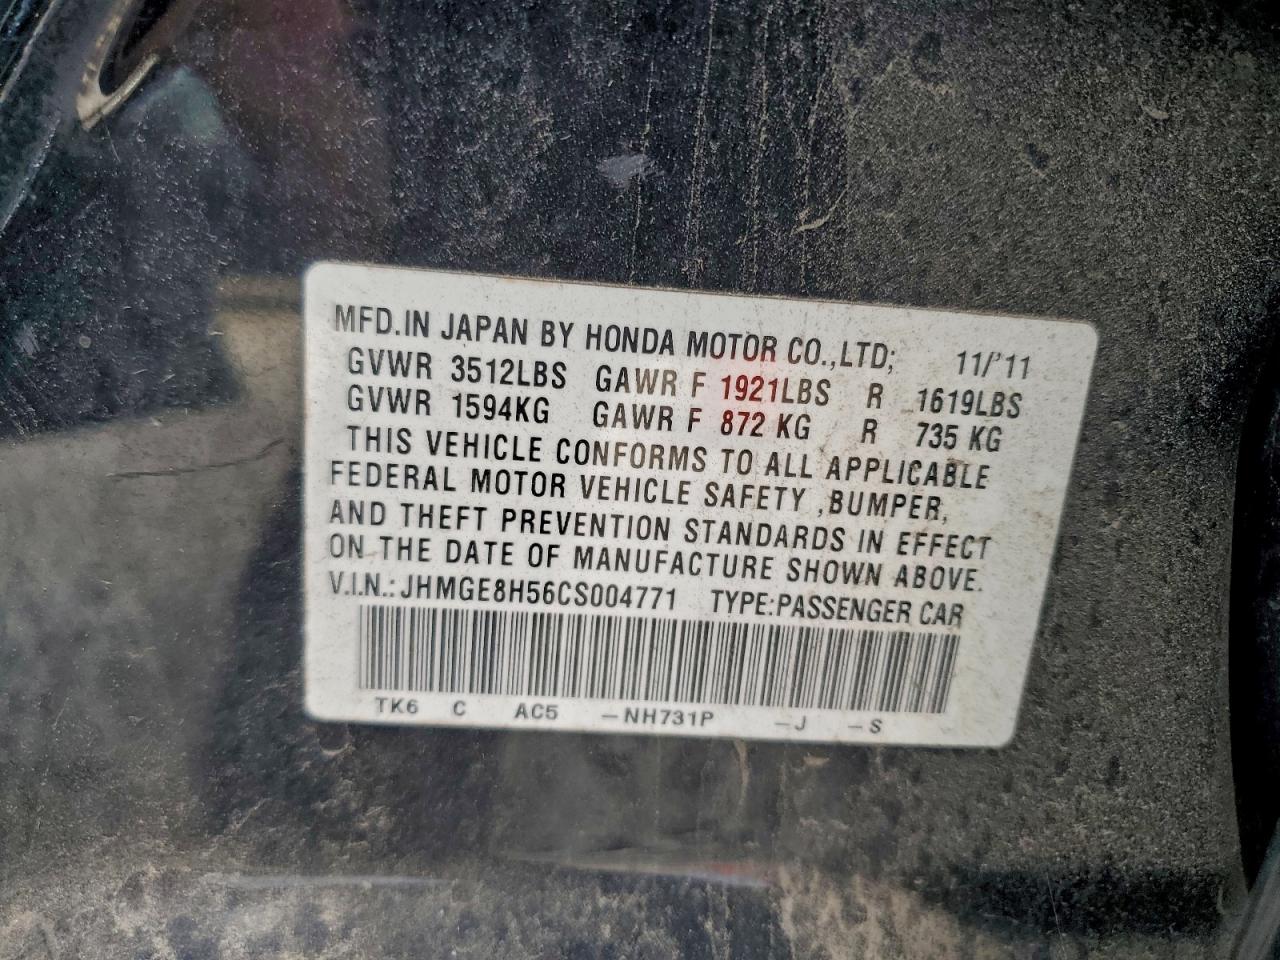 MFD.IN JAPAN BY HONDA MOTOR CO.,LTD; 11/'11
GVWR 3512LBS GAWR F 1921LBS R 1619LBS
GVWR 1594KG GAWR F 872 KG R 735 KG
THIS VEHICLE CONFORMS TO ALL APPLICABLE
FEDERAL MOTOR VEHICLE SAFETY ,BUMPER,
AND THEFT PREVENTION STANDARDS IN EFFECT
ON THE DATE OF MANUFACTURE SHOWN ABOVE.
V.I.N.: JHMGE8H56CS004771 TYPE:PASSENGER CAR
TK6 C AC5 -NH731P -J -S